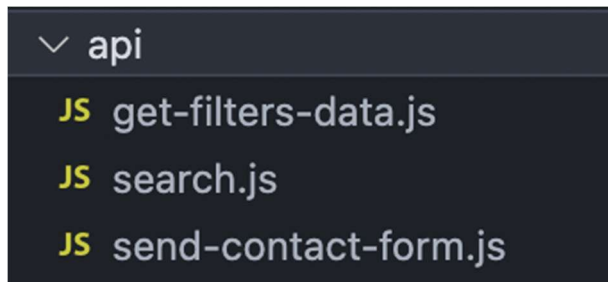 api
JS get-filters-data.js
JS search.js
JS send-contact-form.js